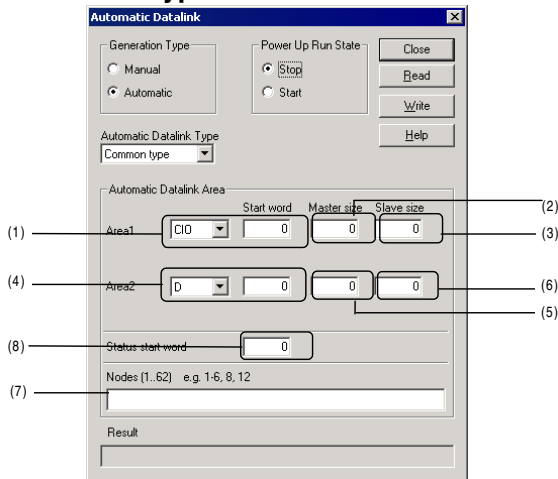 Automatic Datalink
Generation Type
Manual
Automatic
Power Up Run State
Stop
Start
Close
Read
Write
Help
Automatic Datalink Type
Common type
Automatic Datalink Area
Start word Master size Slave size
(2)
(1) Area1 CIO 0 0 0 (3)
(4) Area2 D 0 0 0 (6)
(5)
(8) Status start word 0
Nodes (1..62) e.g. 1-6, 8, 12
(7)
Result